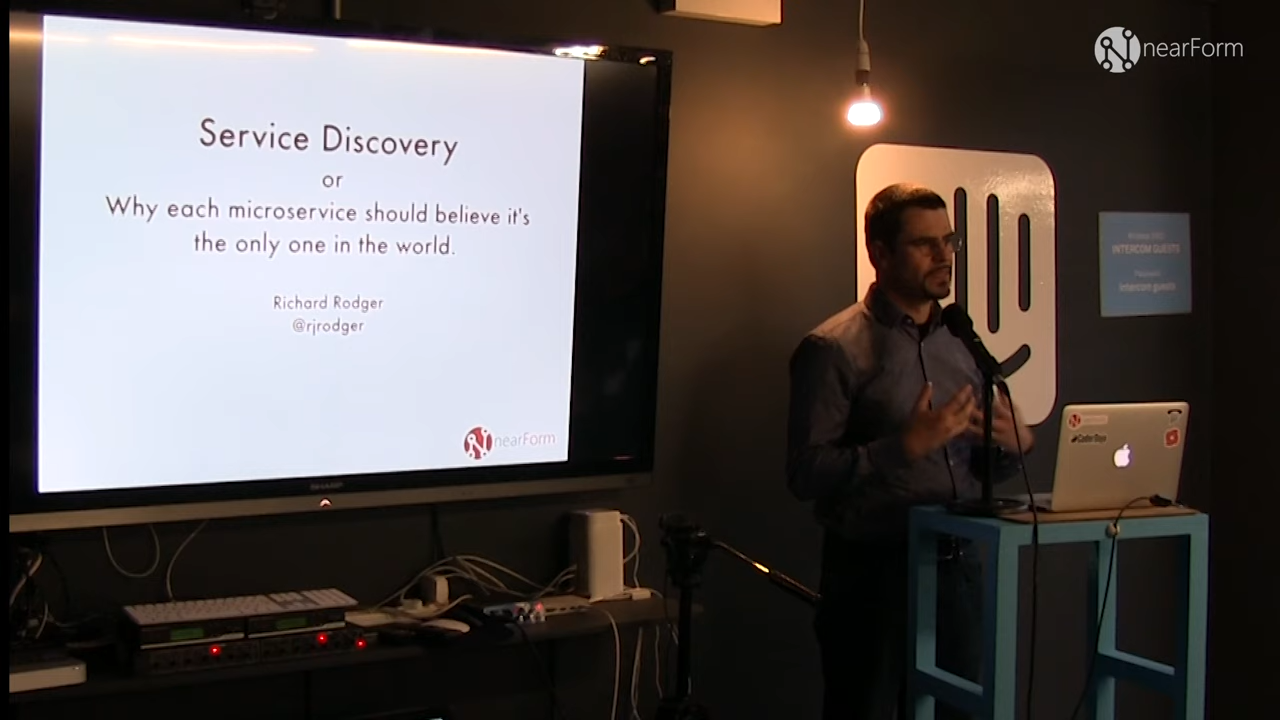 Service Discovery
or
Why each microservice should believe it's
the only one in the world.
Richard Rodger
@rjrodger
nearForm
nearForm
INTERCOM GUESTS
intercom guests
SHARP